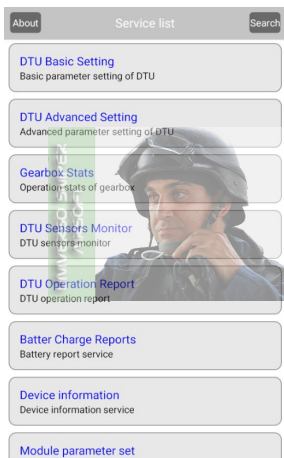 About
Service list
Search
DTU Basic Setting
Basic parameter setting of DTU
DTU Advanced Setting
Advanced parameter setting of DTU
Gearbox Stats
Operation stats of gearbox
DTU Sensors Monitor
DTU sensors monitor
DTU Operation Report
DTU operation report
Batter Charge Reports
Battery report service
Device information
Device information service
Module parameter set